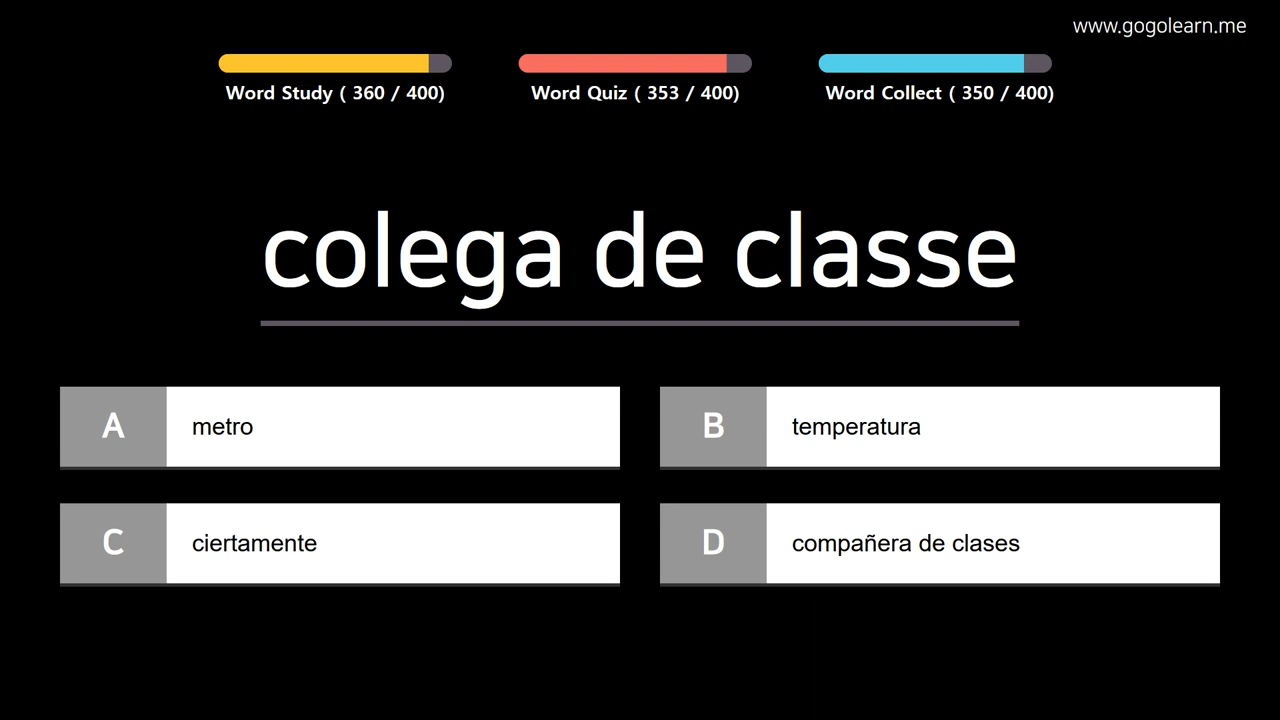 www.gogolearn.me
Word Study ( 360 / 400)
Word Quiz ( 353 / 400)
Word Collect ( 350 / 400)
colega de classe
A
metro
B
temperatura
C
ciertamente
D
compañera de clases